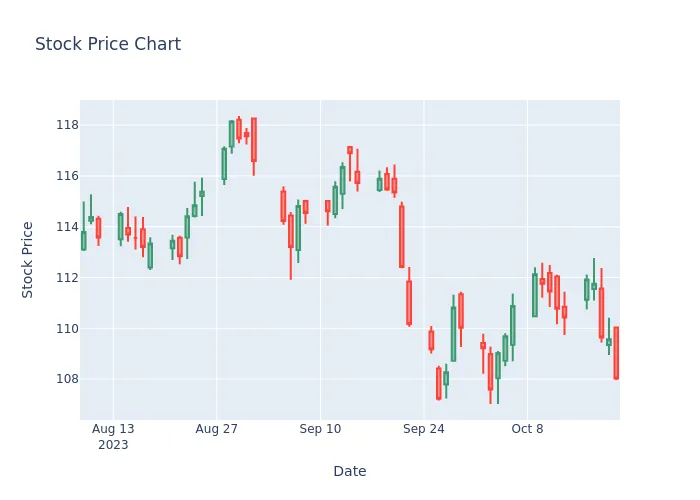 Stock Price Chart
118
116
114
112
110
108
Stock Price
Aug 13
2023
Aug 27
Sep 10
Sep 24
Oct 8
Date